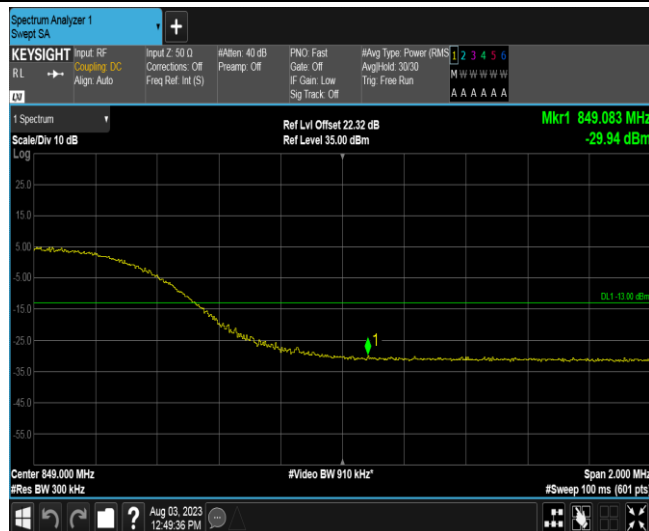 Spectrum Analyzer 1
Swept SA
KEYSIGHT
RL
LXI
Input: RF
Coupling: DC
Align: Auto
Input Z: 50 Ω
Corrections: Off
Freq Ref: Int (S)
#Atten: 40 dB
Preamp: Off
PNO: Fast
Gate: Off
IF Gain: Low
Sig Track: Off
#Avg Type: Power (RMS
Avg|Hold: 30/30
Trig: Free Run
1 2 3 4 5 6
M W W W W W
A A A A A A
1 Spectrum
Scale/Div 10 dB
Ref Lvl Offset 22.32 dB
Ref Level 35.00 dBm
Mkr1 849.083 MHz
-29.94 dBm
Log
25.0
15.0
5.00
-5.00
DL1 -13.00 dBm
-15.0
-25.0
1
-35.0
-45.0
-55.0
Center 849.000 MHz
#Video BW 910 kHz*
Span 2.000 MHz
#Res BW 300 kHz
#Sweep 100 ms (601 pts)
?
Aug 03, 2023
12:49:36 PM